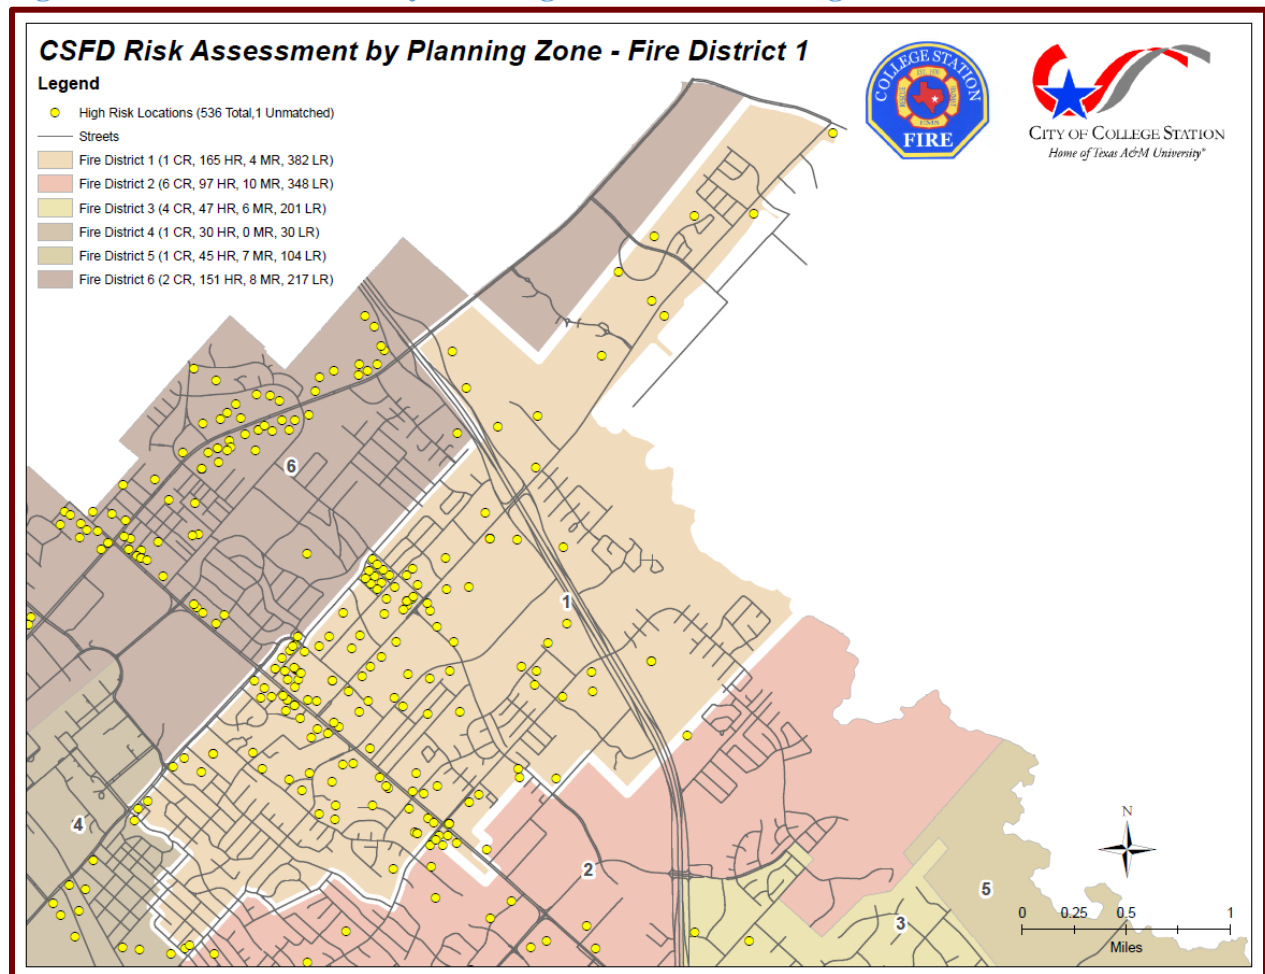 CSFD Risk Assessment by Planning Zone - Fire District 1
Legend
High Risk Locations (536 Total,1 Unmatched)
Streets
Fire District 1 (1 CR, 165 HR, 4 MR, 382 LR)
Fire District 2 (6 CR, 97 HR, 10 MR, 348 LR)
Fire District 3 (4 CR, 47 HR, 6 MR, 201 LR)
Fire District 4 (1 CR, 30 HR, 0 MR, 30 LR)
Fire District 5 (1 CR, 45 HR, 7 MR, 104 LR)
Fire District 6 (2 CR, 151 HR, 8 MR, 217 LR)
COLLEGE STATION
RESCUE
EMS
FIRE
CITY OF COLLEGE STATION
Home of Texas A&M University®
6
1
4
2
5
3
N
0 0.25 0.5 1
Miles